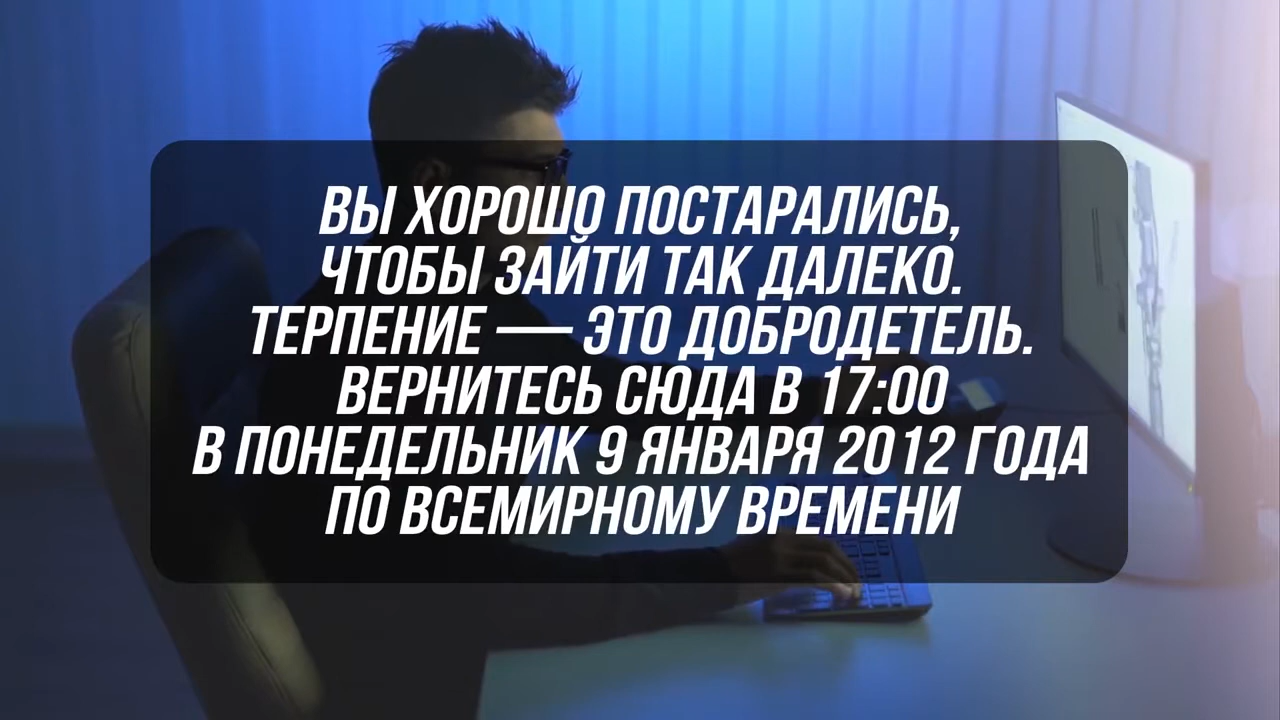 ВЫ ХОРОШО ПОСТАРАЛИСЬ,
ЧТОБЫ ЗАЙТИ ТАК ДАЛЕКО.
ТЕРПЕНИЕ — ЭТО ДОБРОДЕТЕЛЬ.
ВЕРНИТЕСЬ СЮДА В 17:00
В ПОНЕДЕЛЬНИК 9 ЯНВАРЯ 2012 ГОДА
ПО ВСЕМИРНОМУ ВРЕМЕНИ